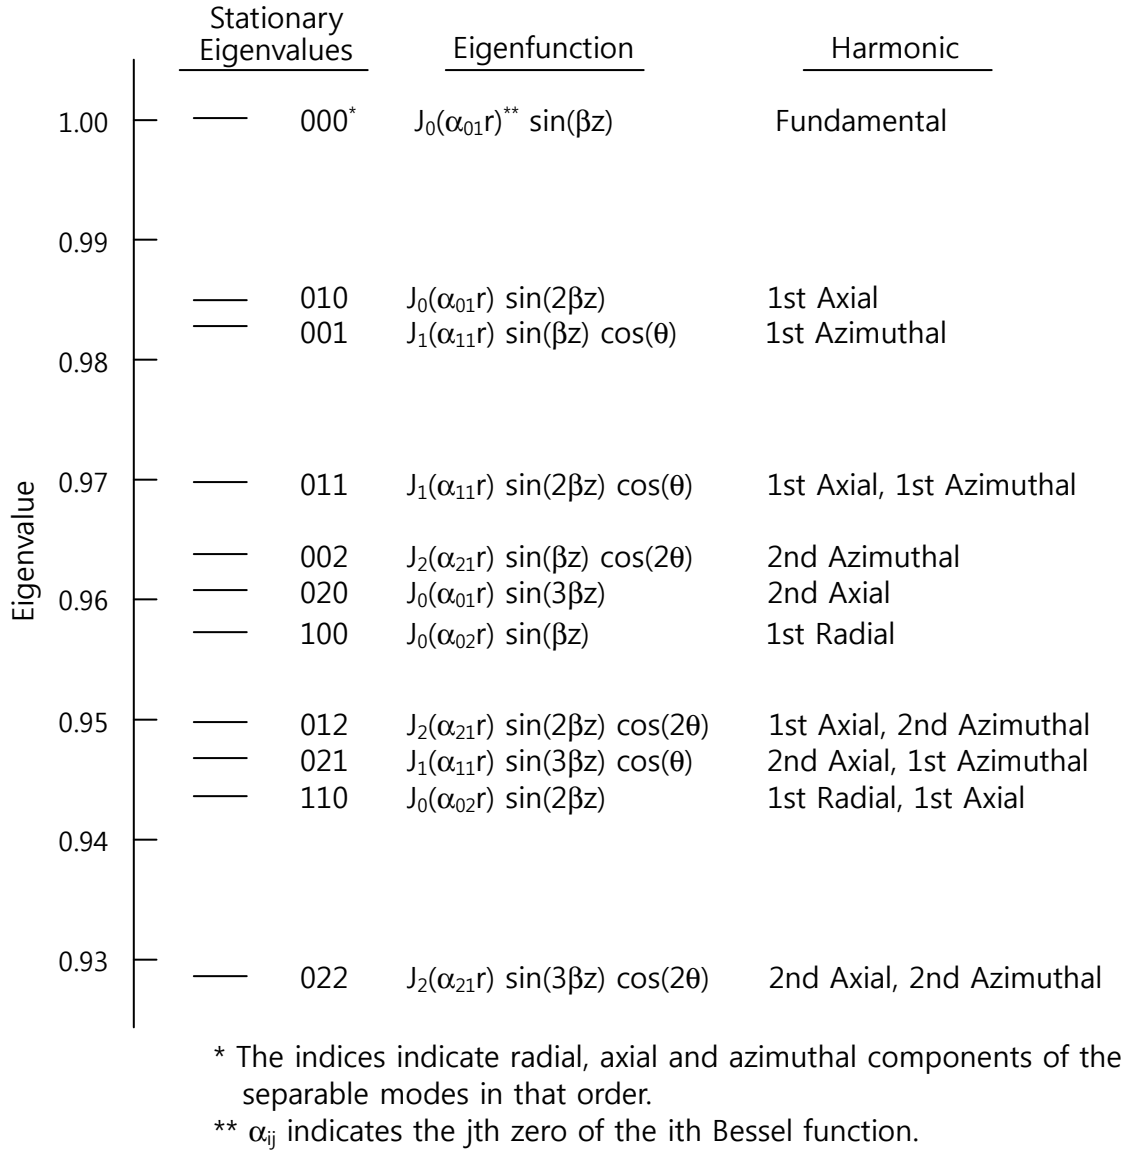 Stationary
Eigenvalues Eigenfunction Harmonic
1.00 000* J₀(α₀₁r)** sin(βz) Fundamental
0.99
010 J₀(α₀₁r) sin(2βz) 1st Axial
001 J₁(α₁₁r) sin(βz) cos(θ) 1st Azimuthal
0.98
0.97 011 J₁(α₁₁r) sin(2βz) cos(θ) 1st Axial, 1st Azimuthal
Eigenvalue
002 J₂(α₂₁r) sin(βz) cos(2θ) 2nd Azimuthal
0.96 020 J₀(α₀₁r) sin(3βz) 2nd Axial
100 J₀(α₀₂r) sin(βz) 1st Radial
0.95 012 J₂(α₂₁r) sin(2βz) cos(2θ) 1st Axial, 2nd Azimuthal
021 J₁(α₁₁r) sin(3βz) cos(θ) 2nd Axial, 1st Azimuthal
110 J₀(α₀₂r) sin(2βz) 1st Radial, 1st Axial
0.94
0.93 022 J₂(α₂₁r) sin(3βz) cos(2θ) 2nd Axial, 2nd Azimuthal
* The indices indicate radial, axial and azimuthal components of the
separable modes in that order.
** αᵢⱼ indicates the jth zero of the ith Bessel function.